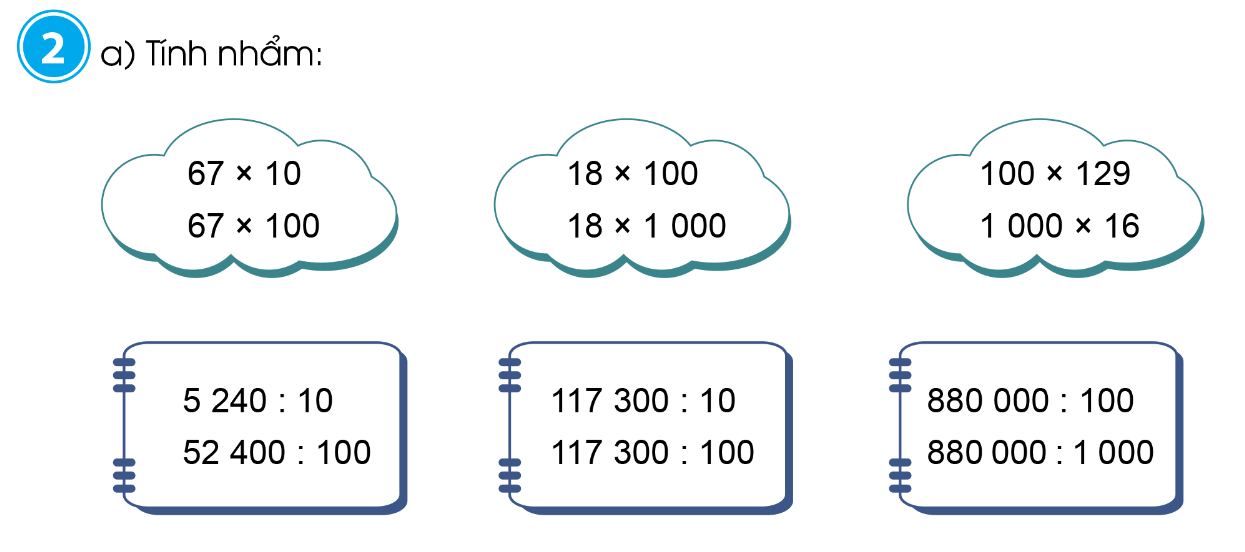 2 a) Tính nhẩm:
67 × 10
67 × 100
18 × 100
18 × 1 000
100 × 129
1 000 × 16
5 240 : 10
52 400 : 100
117 300 : 10
117 300 : 100
880 000 : 100
880 000 : 1 000